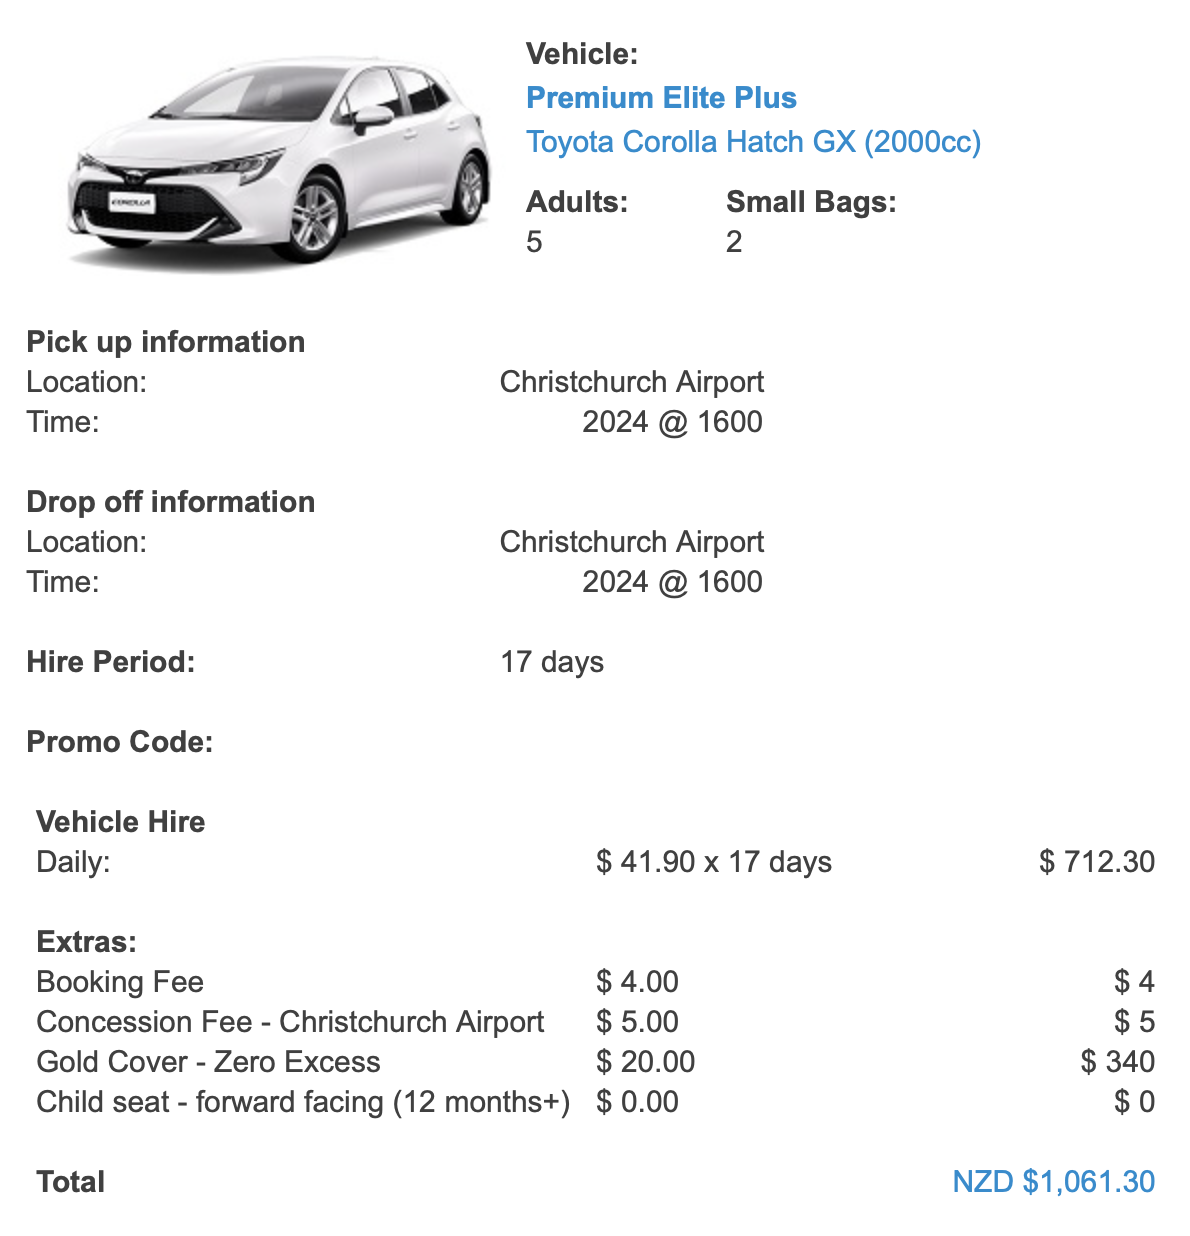 Vehicle:
Premium Elite Plus
Toyota Corolla Hatch GX (2000cc)
Adults: Small Bags:
5 2
COROLLA
Pick up information
Location: Christchurch Airport
Time: 2024 @ 1600
Drop off information
Location: Christchurch Airport
Time: 2024 @ 1600
Hire Period: 17 days
Promo Code:
Vehicle Hire
Daily: $ 41.90 x 17 days $ 712.30
Extras:
Booking Fee $ 4.00 $ 4
Concession Fee - Christchurch Airport $ 5.00 $ 5
Gold Cover - Zero Excess $ 20.00 $ 340
Child seat - forward facing (12 months+) $ 0.00 $ 0
Total NZD $1,061.30